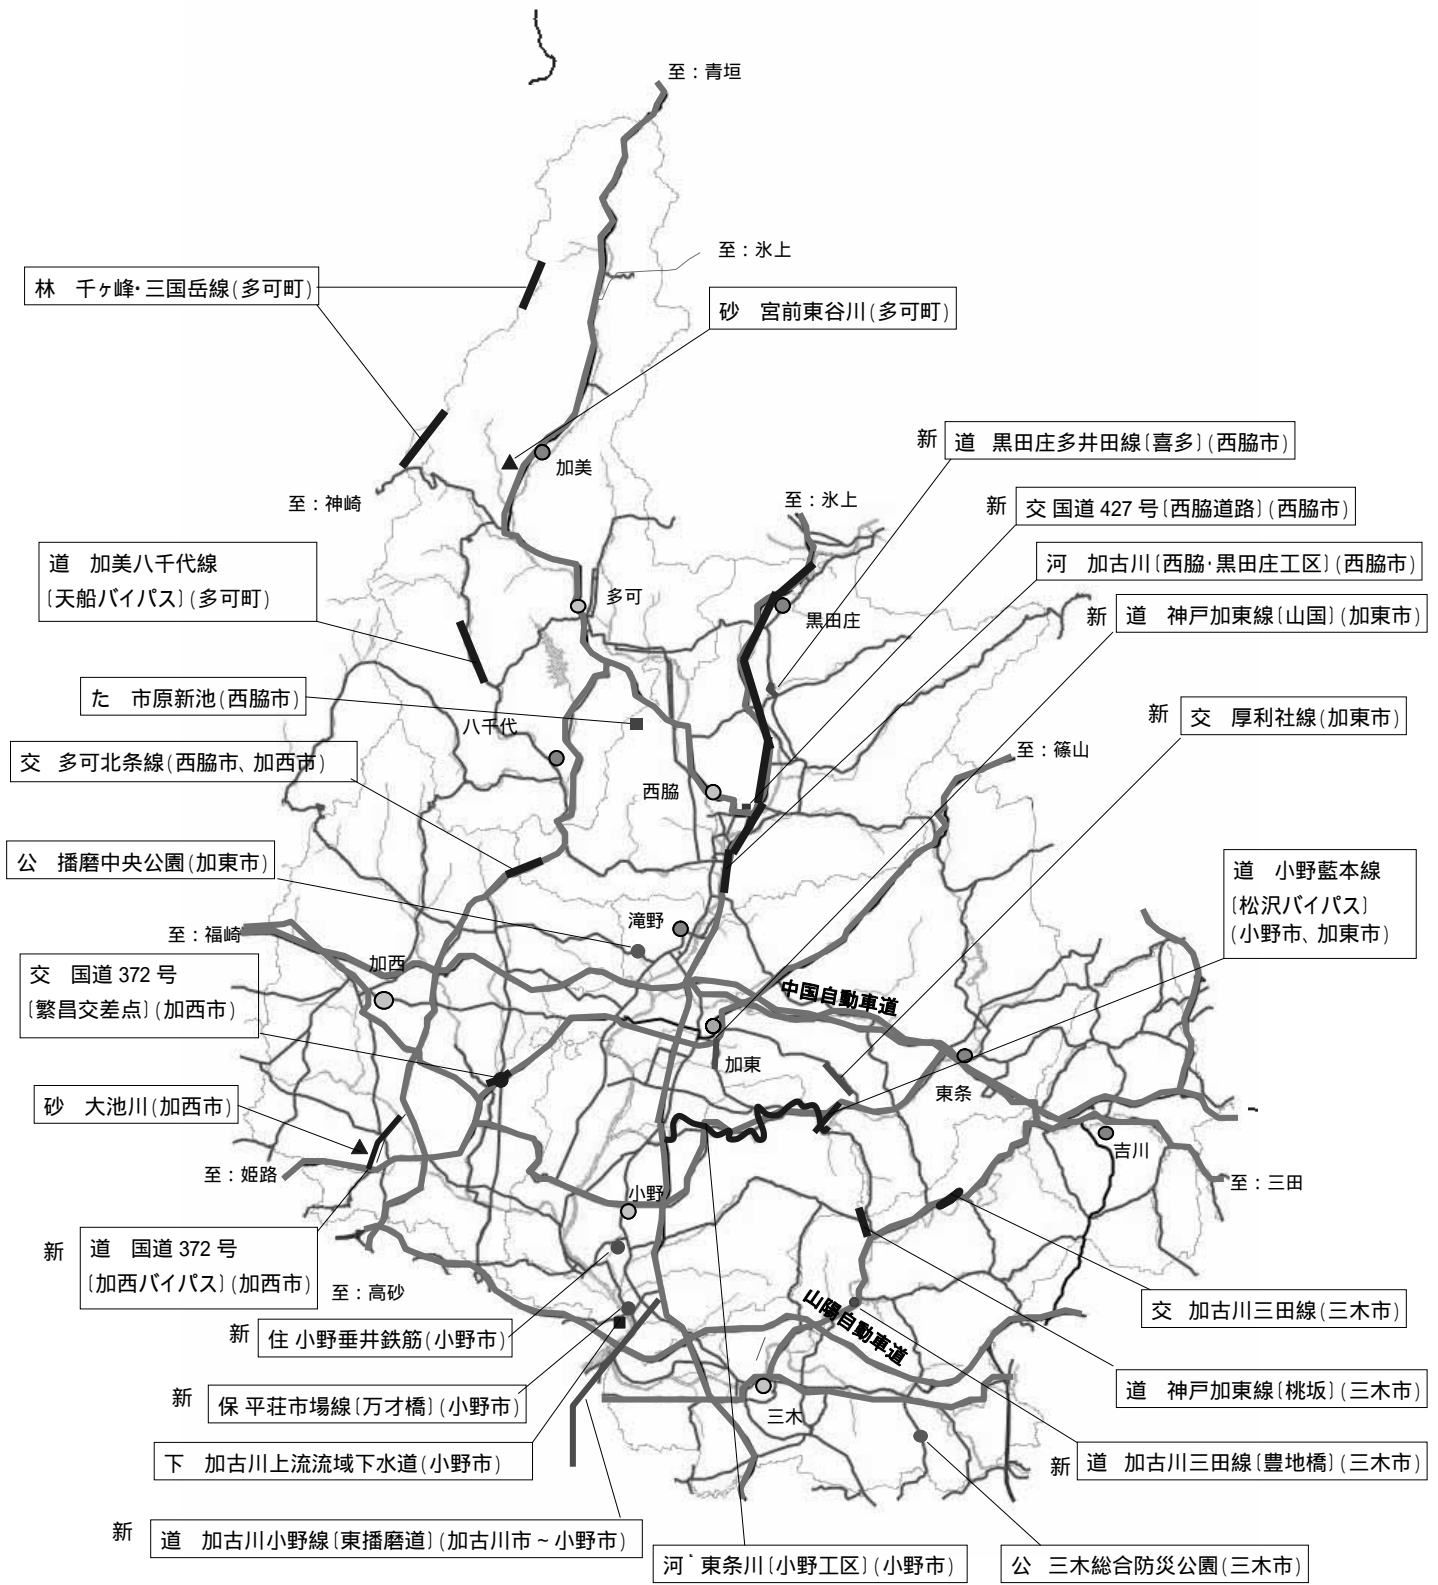 至：青垣
至：氷上
林　千ヶ峰・三国岳線（多可町）
砂　宮前東谷川（多可町）
新　道　黒田庄多井田線〔喜多〕（西脇市）
加美
至：神崎
至：氷上
新　交 国道 427 号〔西脇道路〕（西脇市）
道　加美八千代線
〔天船バイパス〕（多可町）
河　加古川〔西脇・黒田庄工区〕（西脇市）
多可
黒田庄
新　道　神戸加東線〔山国〕（加東市）
た　市原新池（西脇市）
八千代
新　交　厚利社線（加東市）
至：篠山
交　多可北条線（西脇市、加西市）
西脇
公　播磨中央公園（加東市）
道　小野藍本線
〔松沢バイパス〕
（小野市、加東市）
滝野
至：福崎
加西
交　国道 372 号
〔繁昌交差点〕（加西市）
中国自動車道
加東
東条
砂　大池川（加西市）
吉川
至：姫路
至：三田
小野
新　道　国道 372 号
〔加西バイパス〕（加西市）
至：高砂
交　加古川三田線（三木市）
山陽自動車道
新　住 小野垂井鉄筋（小野市）
道　神戸加東線〔桃坂〕（三木市）
新　保 平荘市場線〔万才橋〕（小野市）
三木
下　加古川上流流域下水道（小野市）
新　道　加古川三田線〔豊地橋〕（三木市）
新　道　加古川小野線〔東播磨道〕（加古川市～小野市）
河　東条川〔小野工区〕（小野市）
公　三木総合防災公園（三木市）